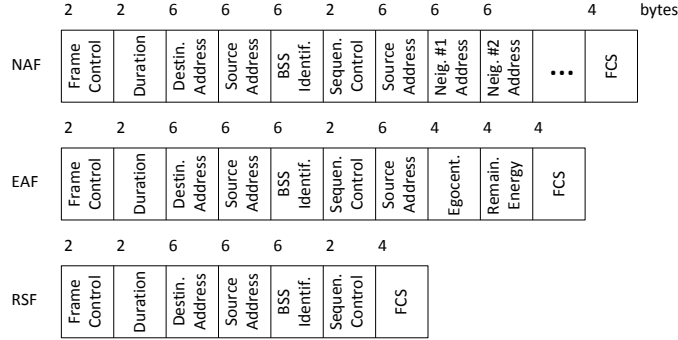 2 2 6 6 6 2 6 6 6 4 bytes
NAF
Frame Control
Duration
Destin. Address
Source Address
BSS Identif.
Sequen. Control
Source Address
Neig. #1 Address
Neig. #2 Address
...
FCS
2 2 6 6 6 2 6 4 4 4
EAF
Frame Control
Duration
Destin. Address
Source Address
BSS Identif.
Sequen. Control
Source Address
Egocent.
Remain. Energy
FCS
2 2 6 6 6 2 4
RSF
Frame Control
Duration
Destin. Address
Source Address
BSS Identif.
Sequen. Control
FCS